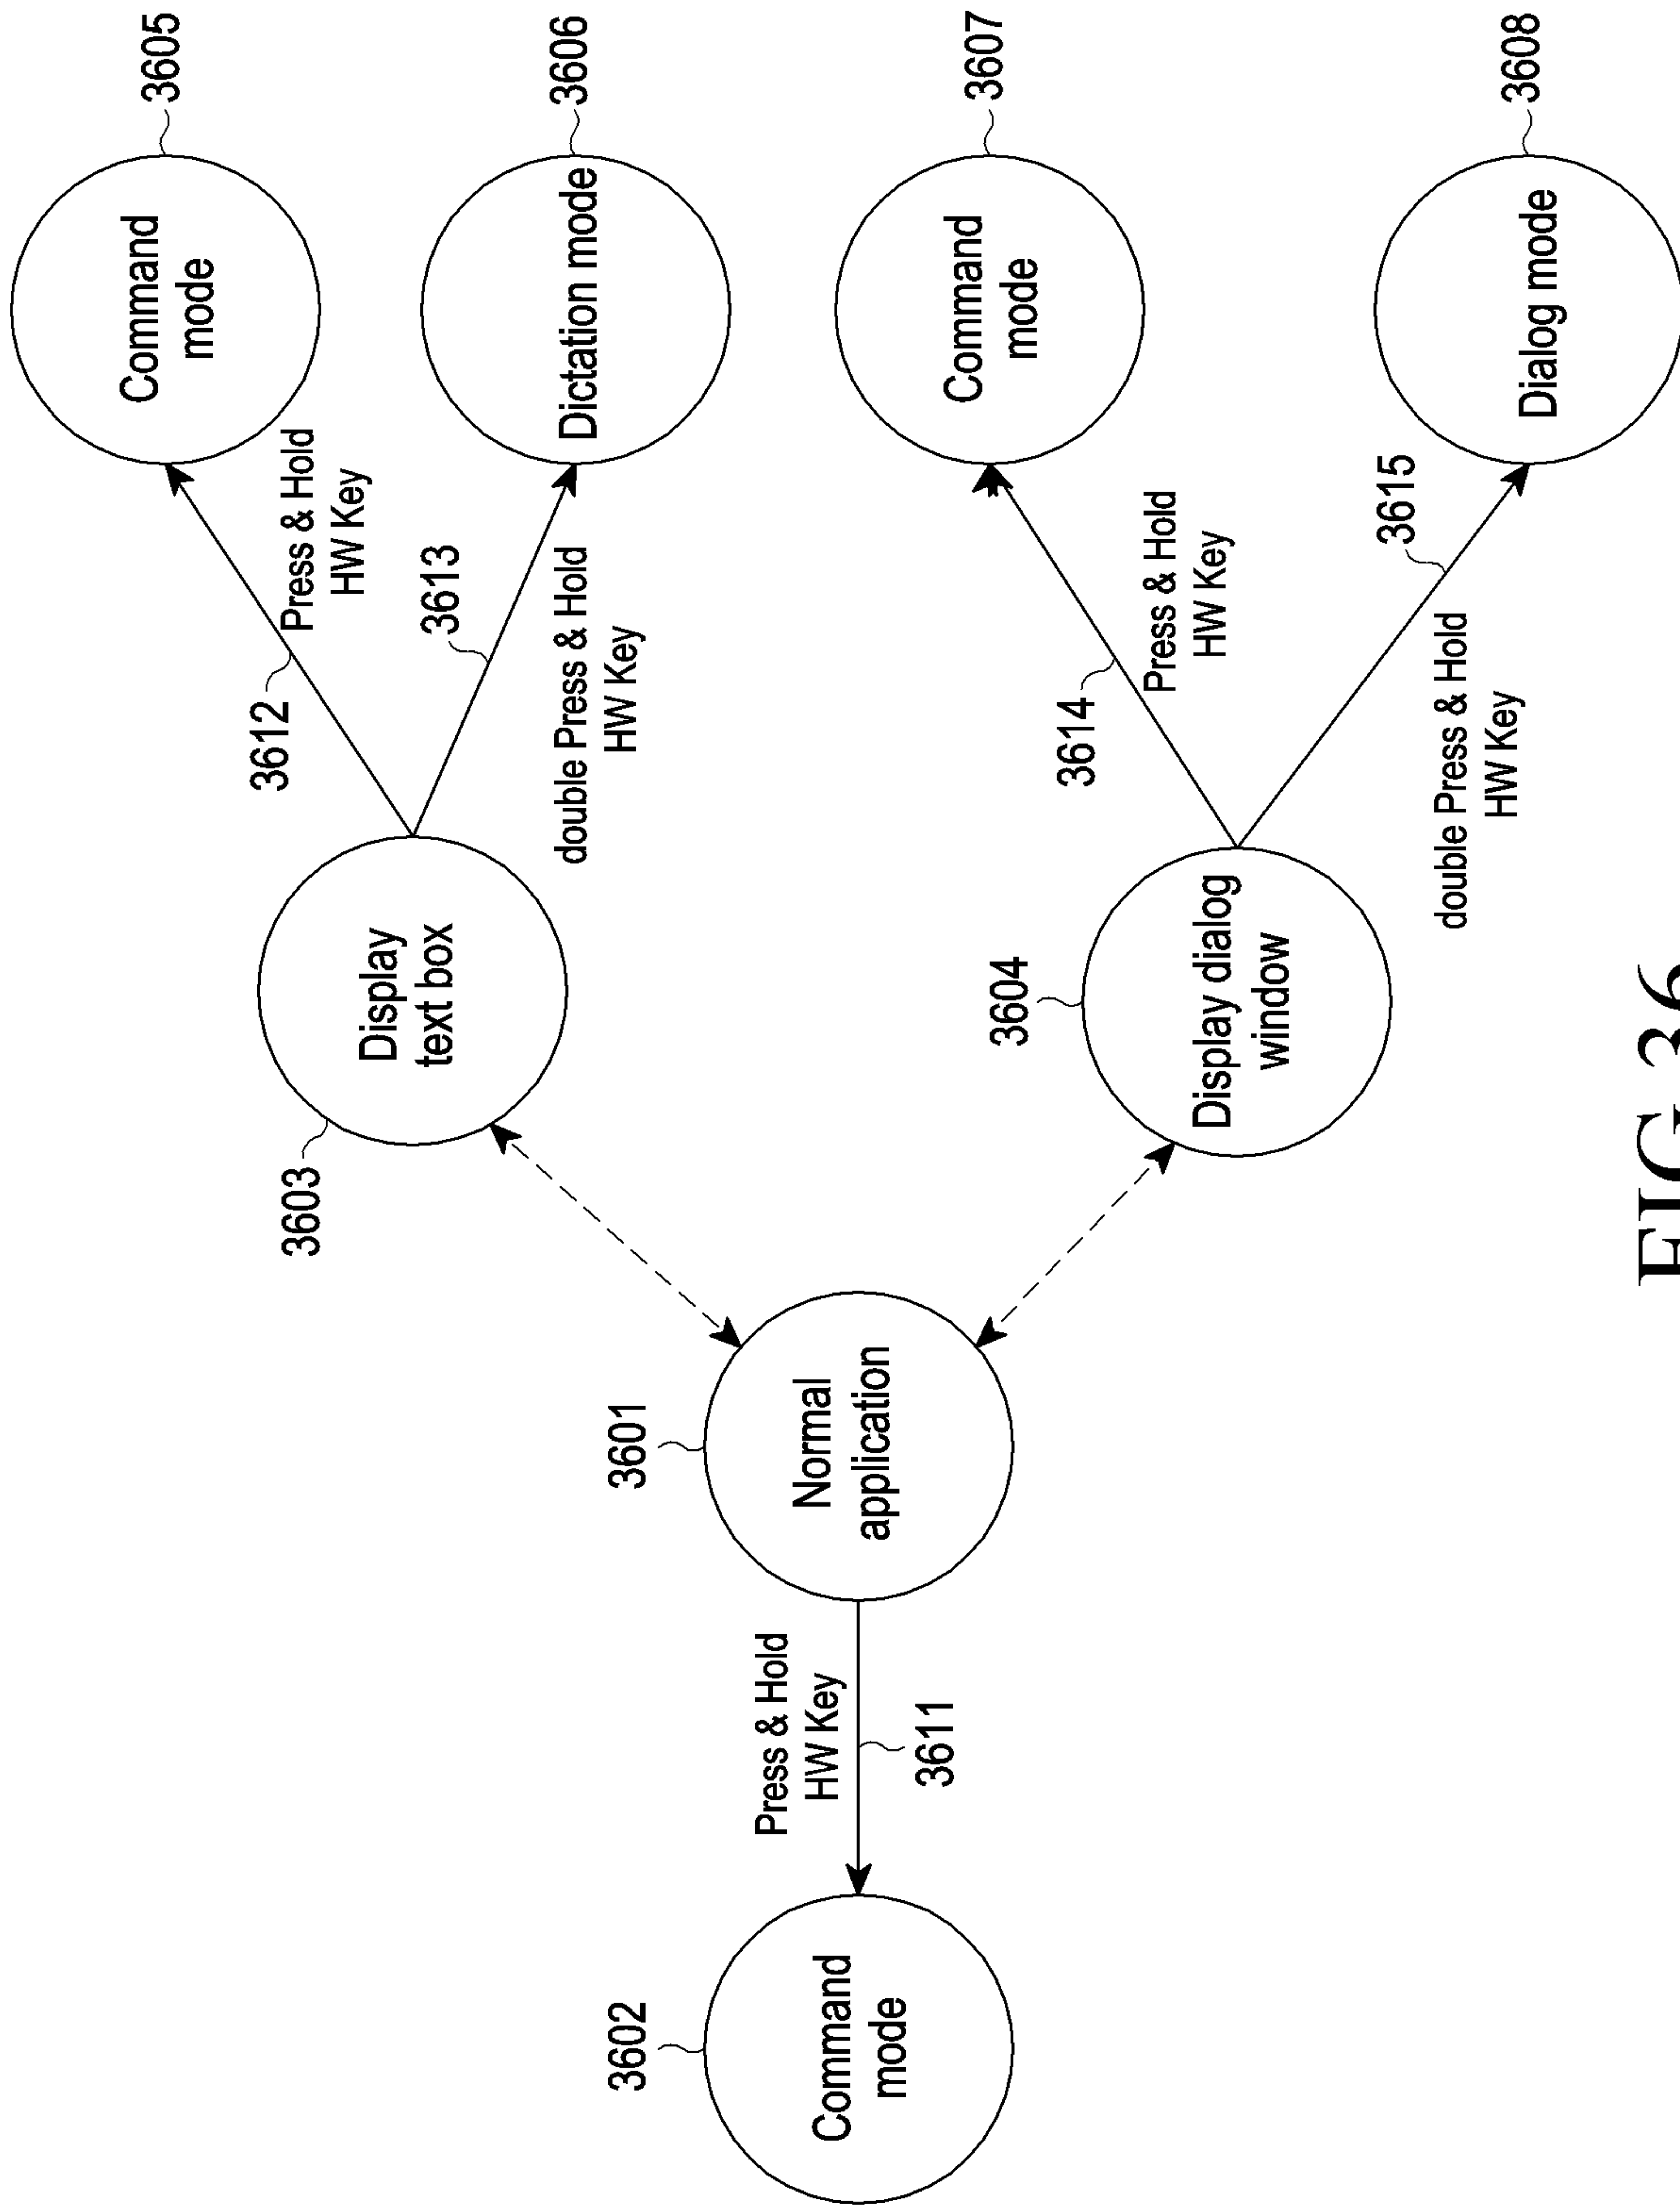 3602
Command
mode
Press & Hold
HW Key
3611
3601
Normal
application
3603
Display
text box
3612
Press & Hold
HW Key
3605
Command
mode
3613
double Press & Hold
HW Key
3606
Dictation mode
3604
Display dialog
window
3614
Press & Hold
HW Key
3607
Command
mode
3615
double Press & Hold
HW Key
3608
Dialog mode
FIG 36